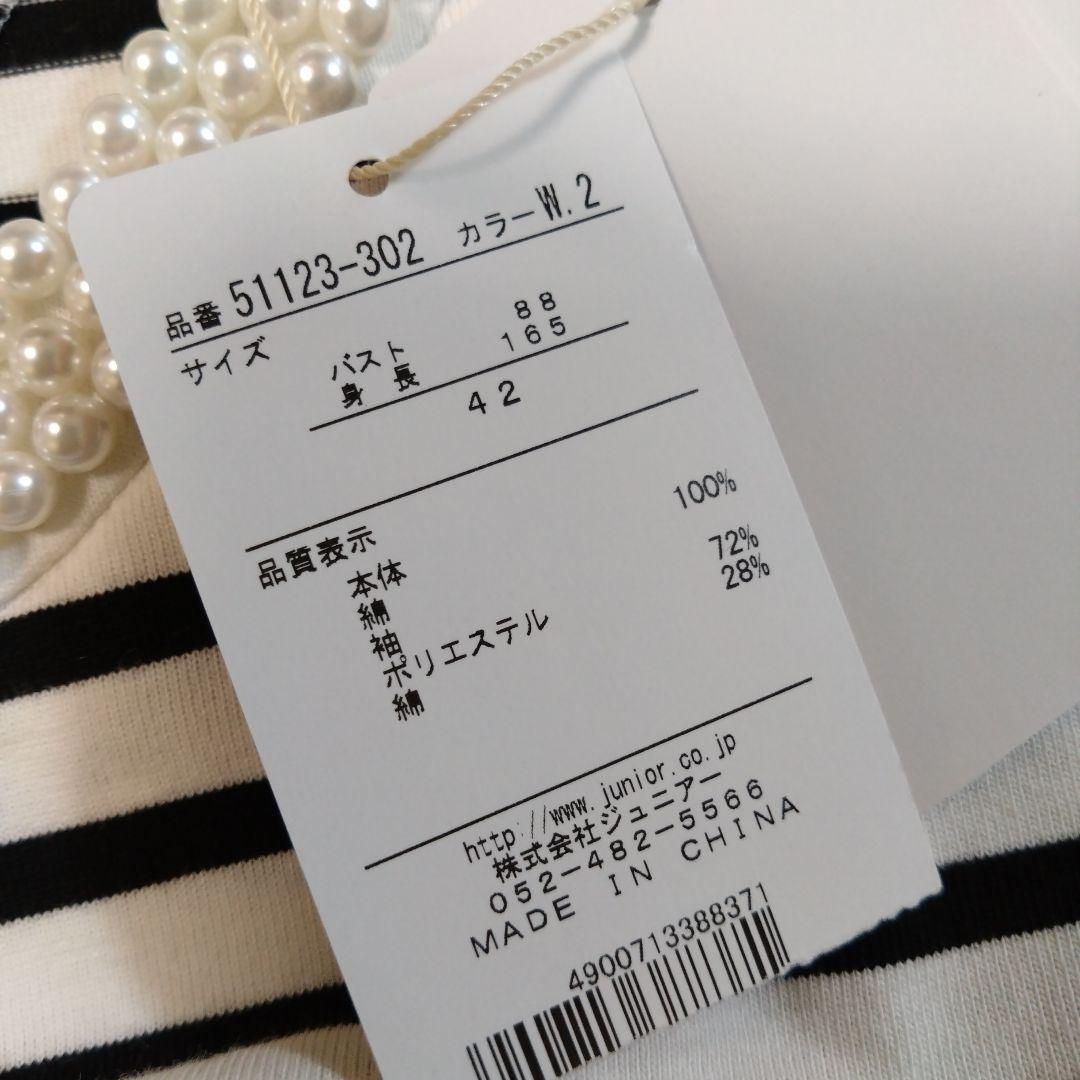 品番 51123-302 カラーW.2
サイズ
バスト 88
身長 165
42
品質表示
本体
綿 100%
袖
ポリエステル 72%
綿 28%
http://www.junior.co.jp
株式会社ジュニアー
052-482-5566
MADE IN CHINA
4900713388371